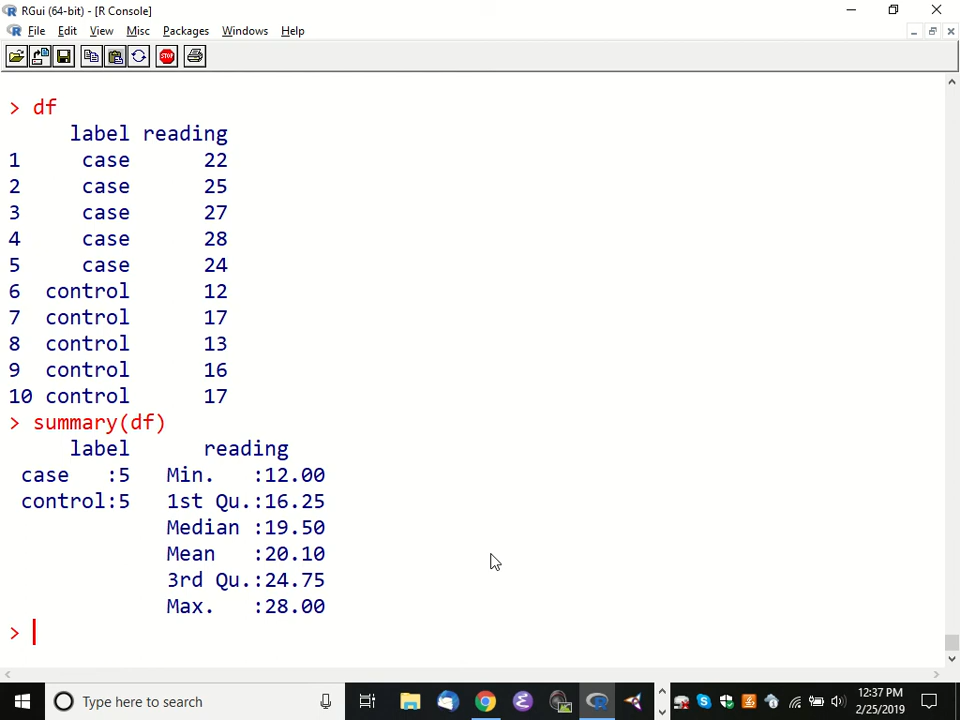 RGui (64-bit) - [R Console]
File Edit View Misc Packages Windows Help
STOP
> df
label reading
1 case 22
2 case 25
3 case 27
4 case 28
5 case 24
6 control 12
7 control 17
8 control 13
9 control 16
10 control 17
> summary(df)
label reading
case :5 Min. :12.00
control:5 1st Qu.:16.25
Median :19.50
Mean :20.10
3rd Qu.:24.75
Max. :28.00
>
Type here to search
12:37 PM
2/25/2019